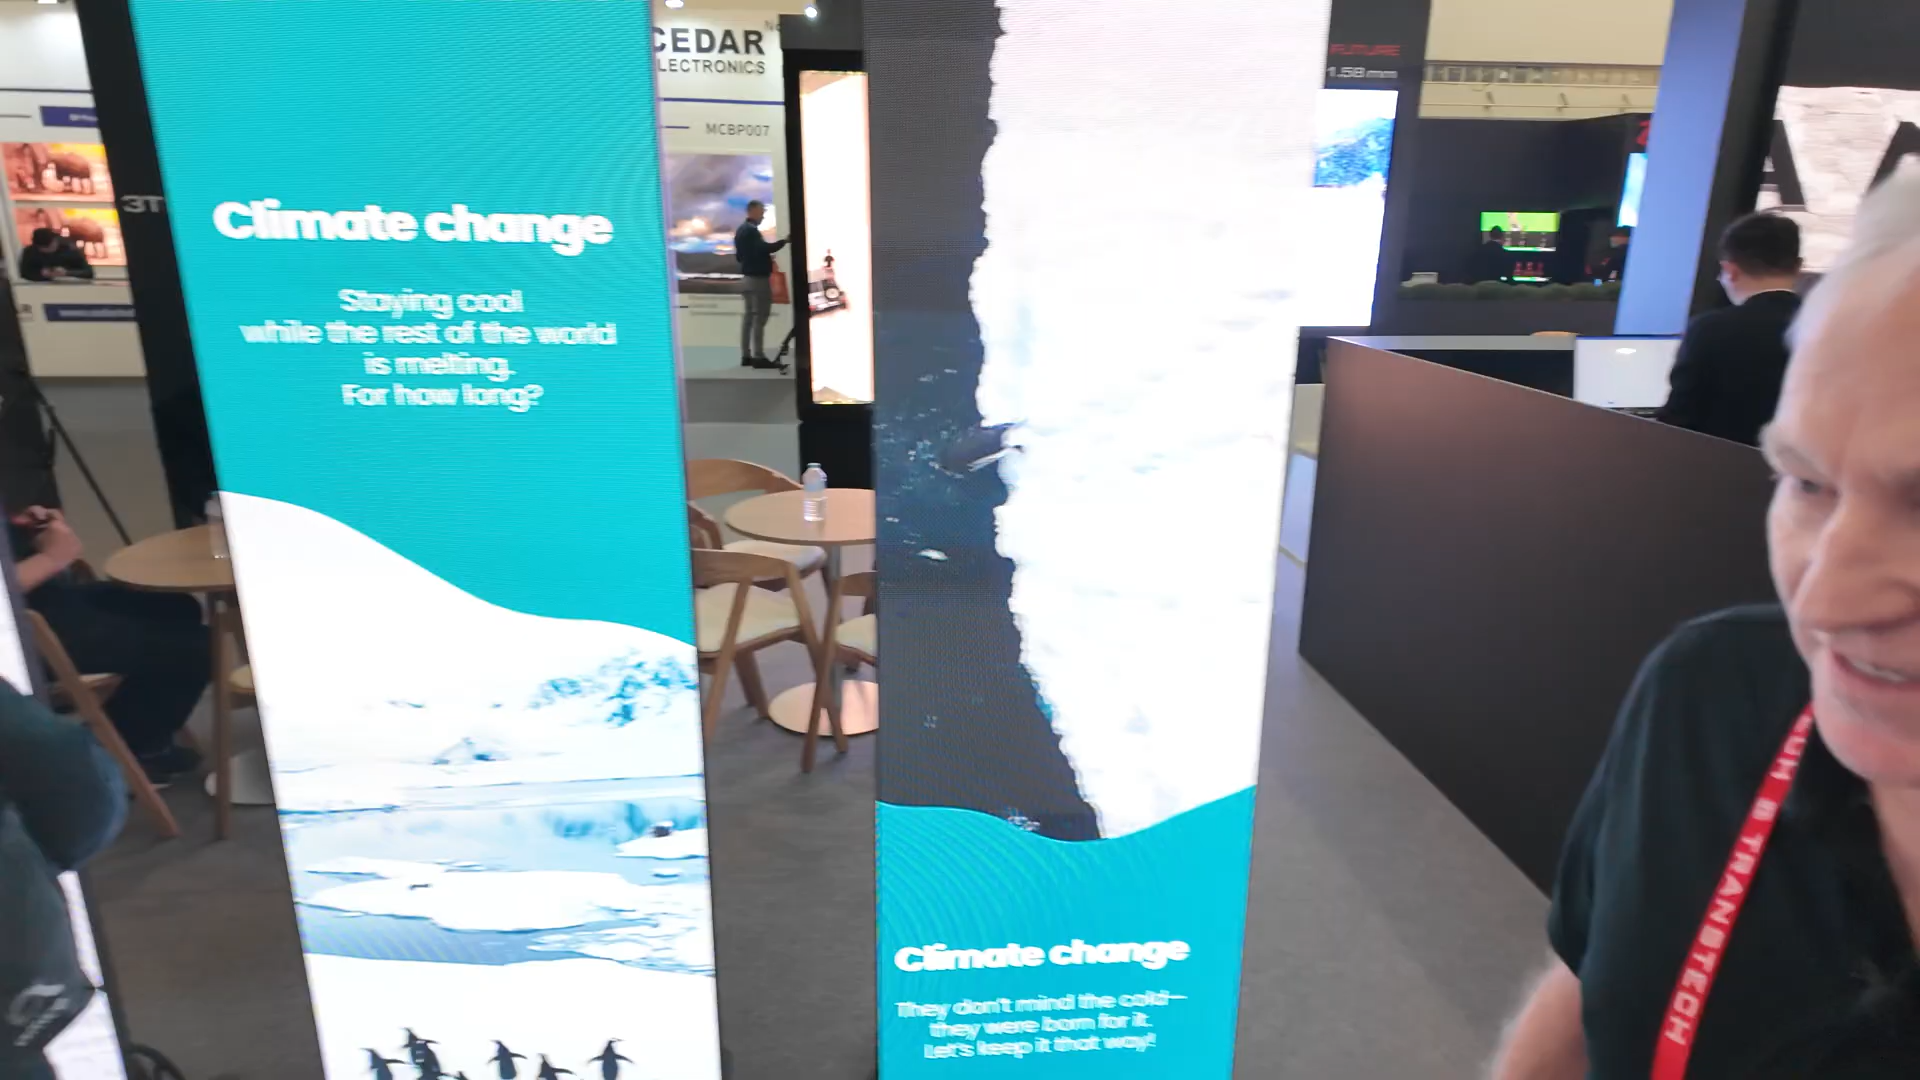 CEDAR
LECTRONICS
MCBP007
FUTURE
1.58mm
3T
Climate change
Staying cool
while the rest of the world
is melting.
For how long?
Climate change
They don't mind the cold—
they were born for it.
Let's keep it that way!
TRANSTECH